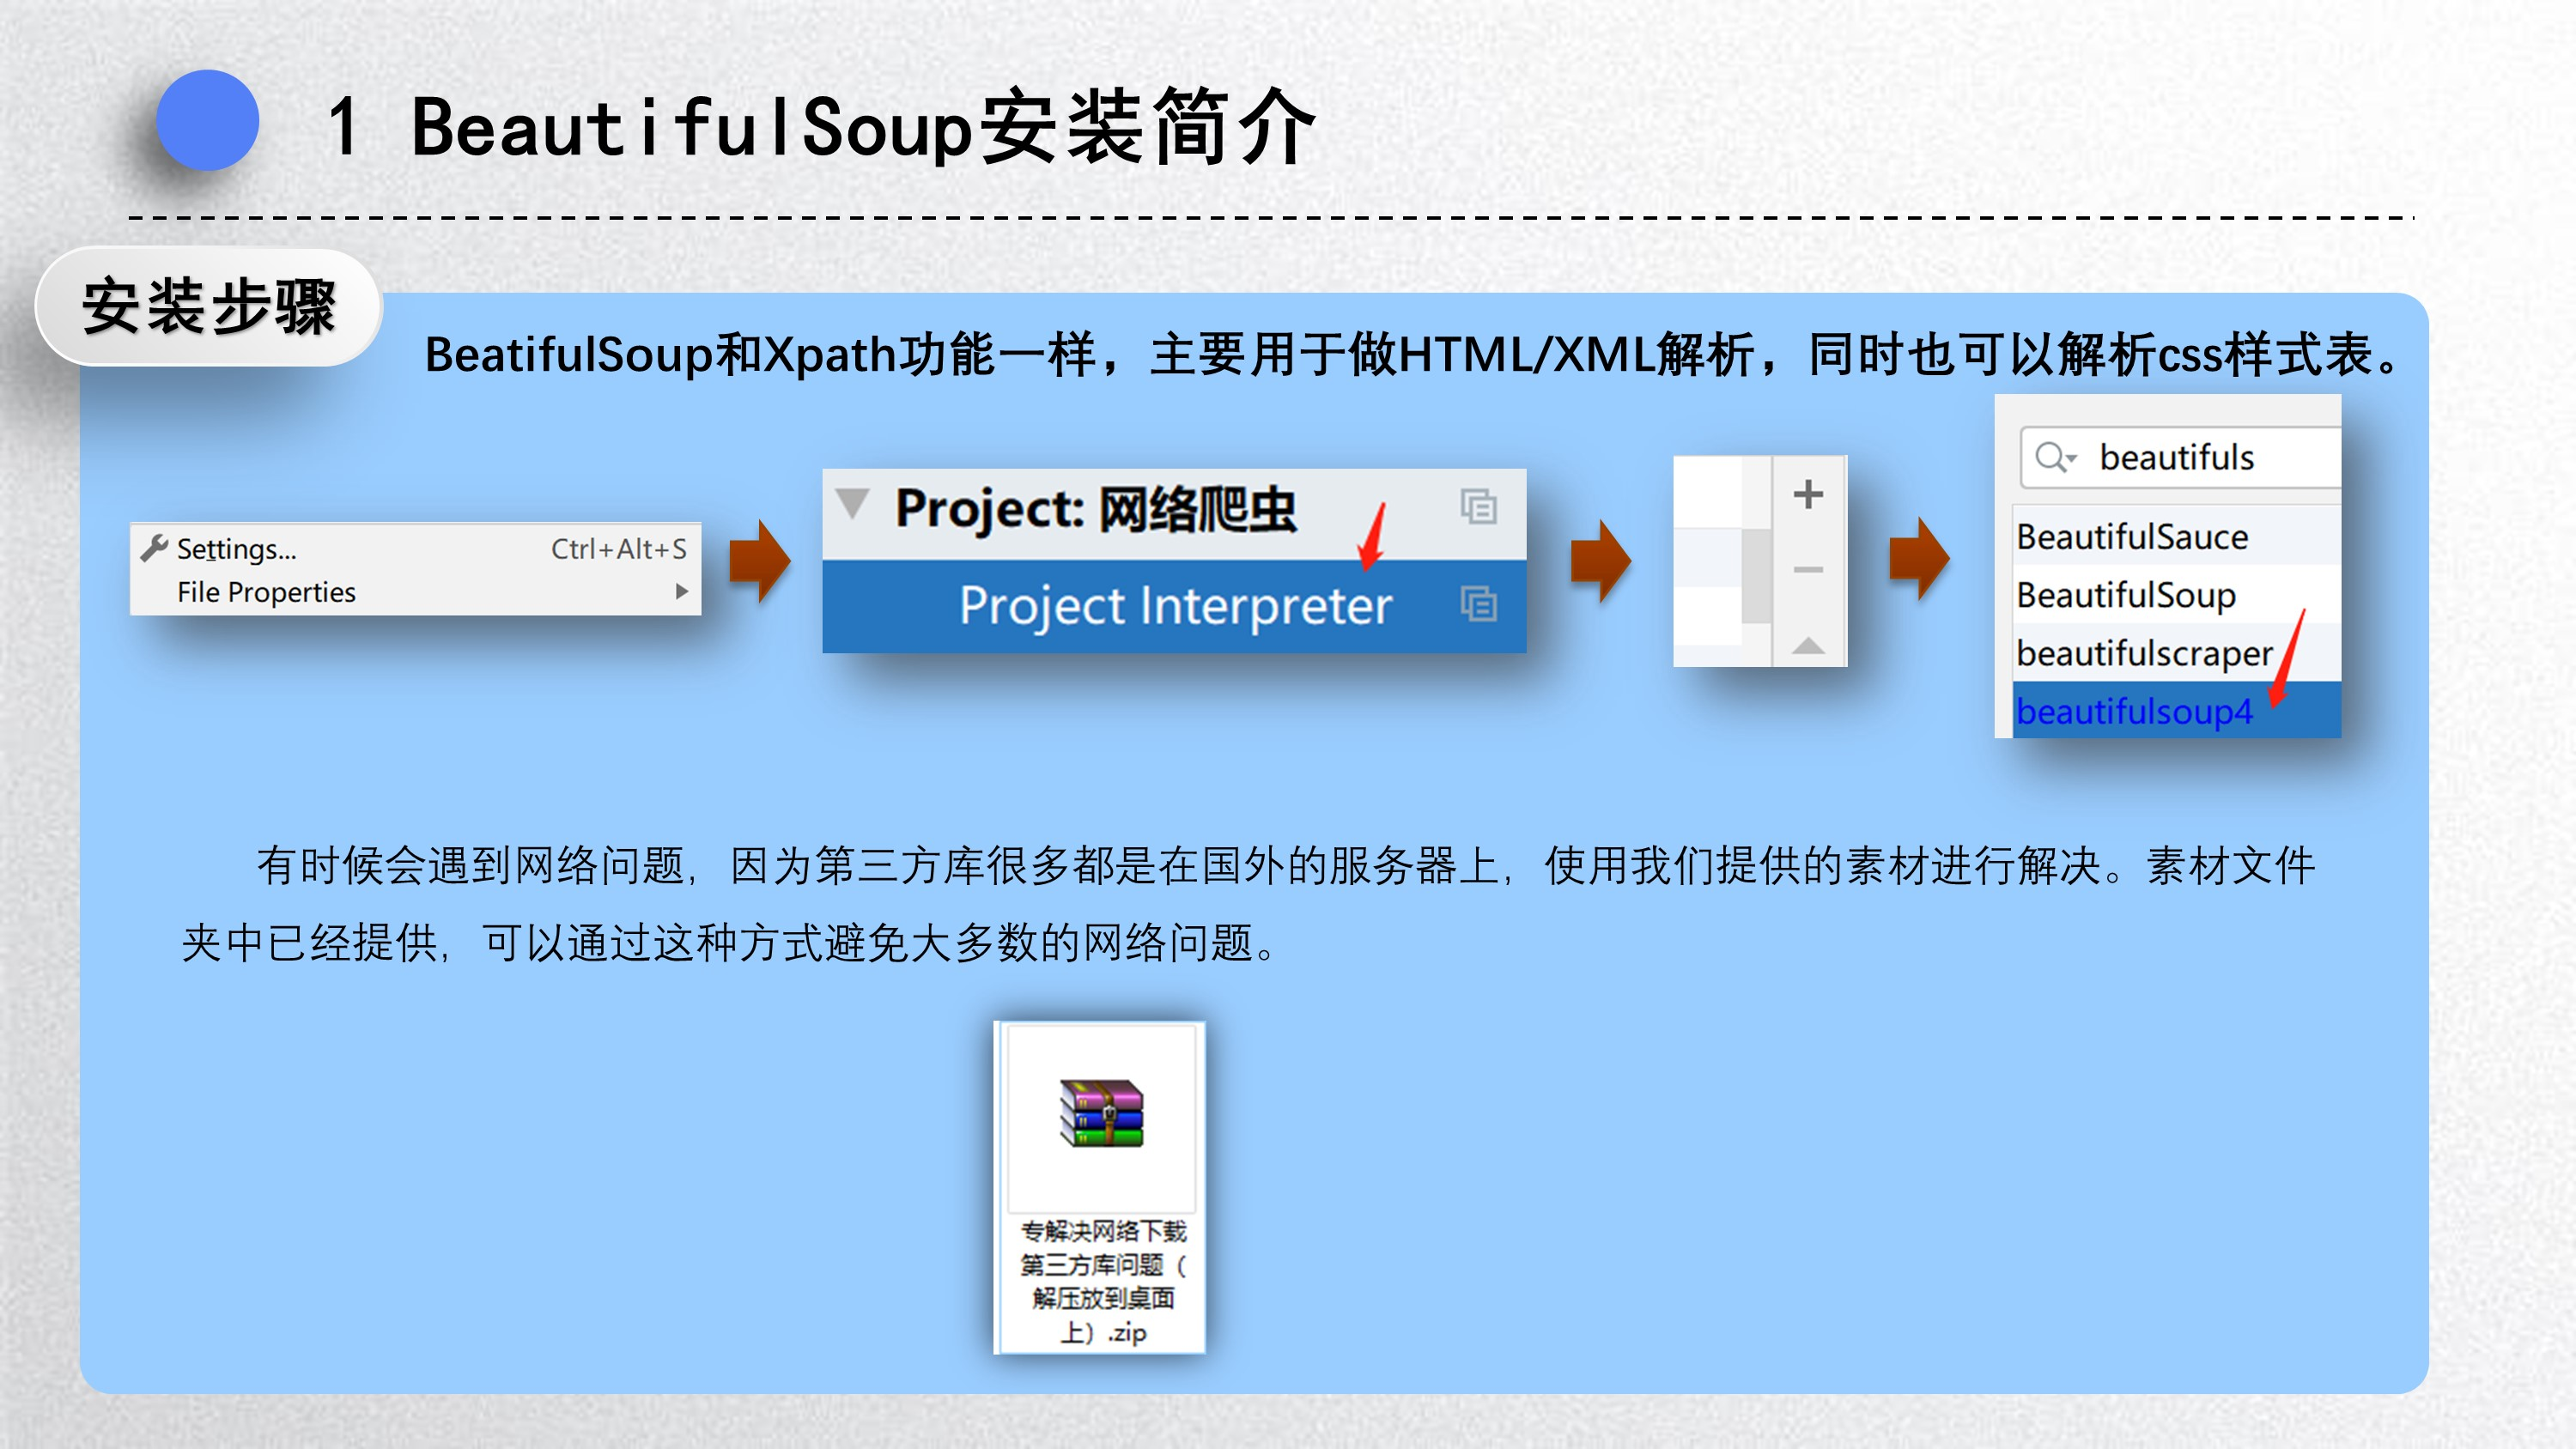 1 BeautifulSoup安装简介
安装步骤
BeatifulSoup和Xpath功能一样，主要用于做HTML/XML解析，同时也可以解析css样式表。
Settings... Ctrl+Alt+S
File Properties
Project: 网络爬虫
Project Interpreter
beautifuls
BeautifulSauce
BeautifulSoup
beautifulscraper
beautifulsoup4
有时候会遇到网络问题，因为第三方库很多都是在国外的服务器上，使用我们提供的素材进行解决。素材文件
夹中已经提供，可以通过这种方式避免大多数的网络问题。
专解决网络下载
第三方库问题（
解压放到桌面
上）.zip